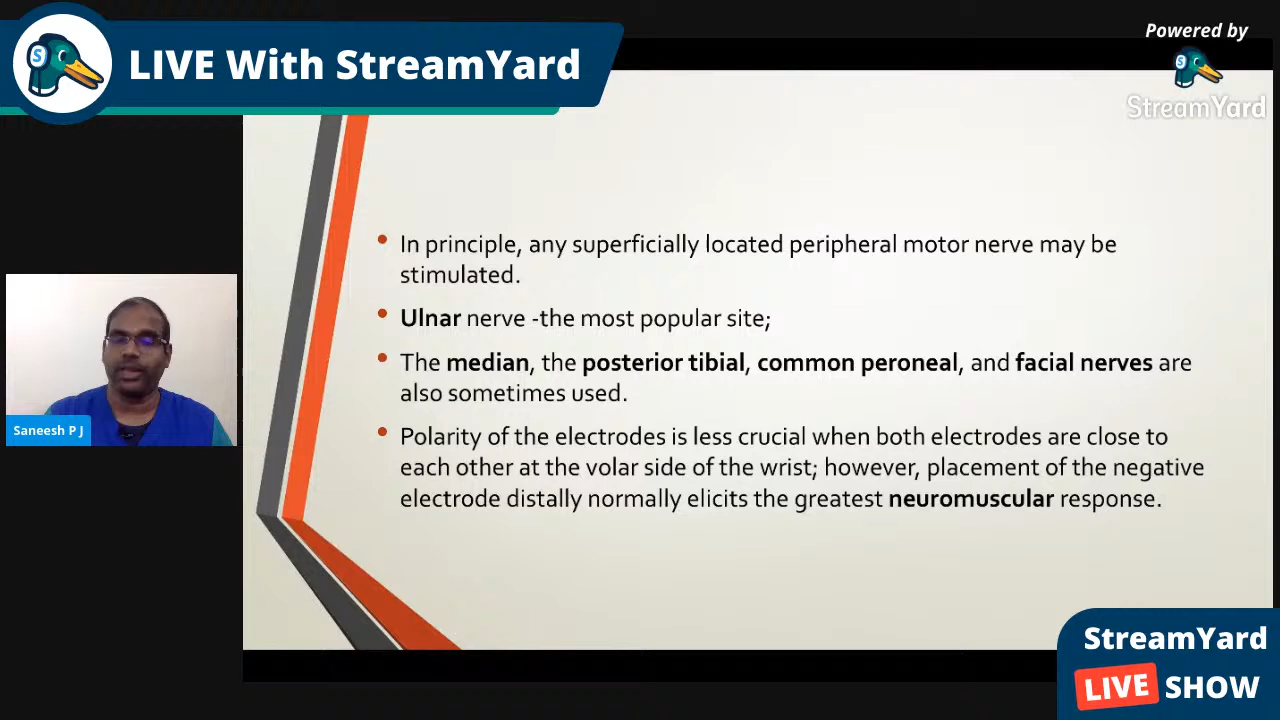 LIVE With StreamYard
Powered by
StreamYard
In principle, any superficially located peripheral motor nerve may be
stimulated.
Ulnar nerve -the most popular site;
The median, the posterior tibial, common peroneal, and facial nerves are
also sometimes used.
Polarity of the electrodes is less crucial when both electrodes are close to
each other at the volar side of the wrist; however, placement of the negative
electrode distally normally elicits the greatest neuromuscular response.
Saneesh P J
StreamYard
LIVE SHOW